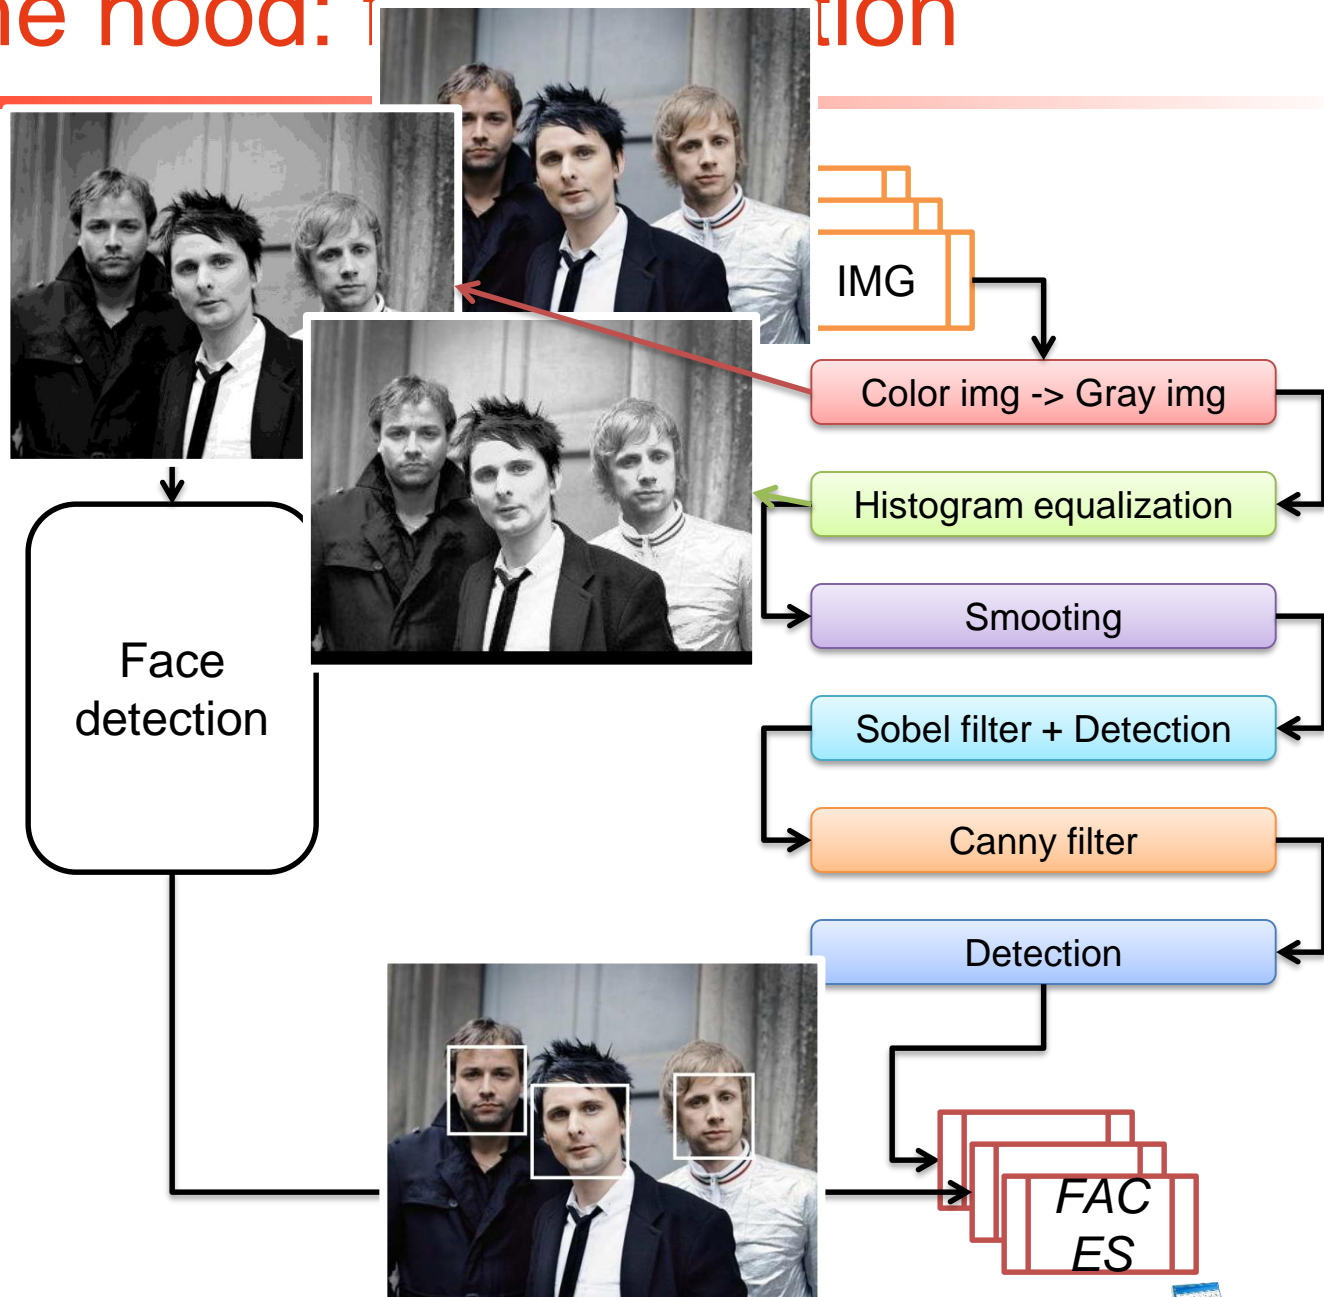 he hood: f tion
IMG
Color img -> Gray img
Histogram equalization
Smooting
Sobel filter + Detection
Canny filter
Detection
Face
detection
FAC
ES